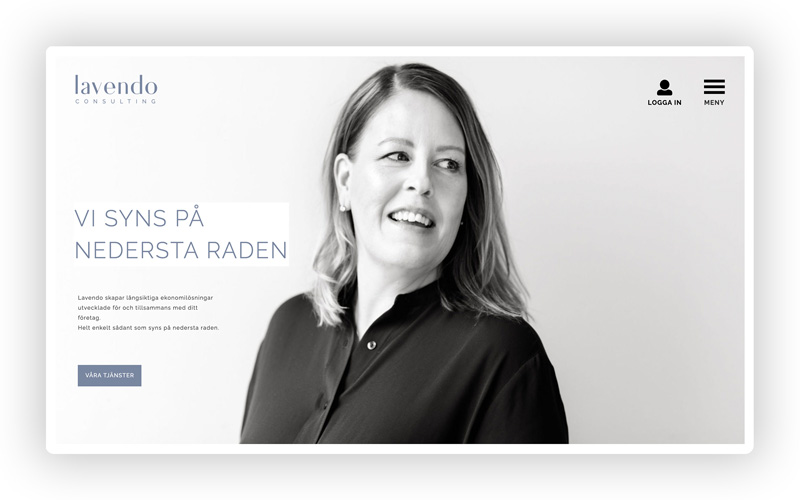 lavendo
CONSULTING
LOGGA IN
MENY
VI SYNS PÅ
NEDERSTA RADEN
Lavendo skapar långsiktiga ekonomilösningar
utvecklade för och tillsammans med ditt
företag.
Helt enkelt sådant som syns på nedersta raden.
VÅRA TJÄNSTER